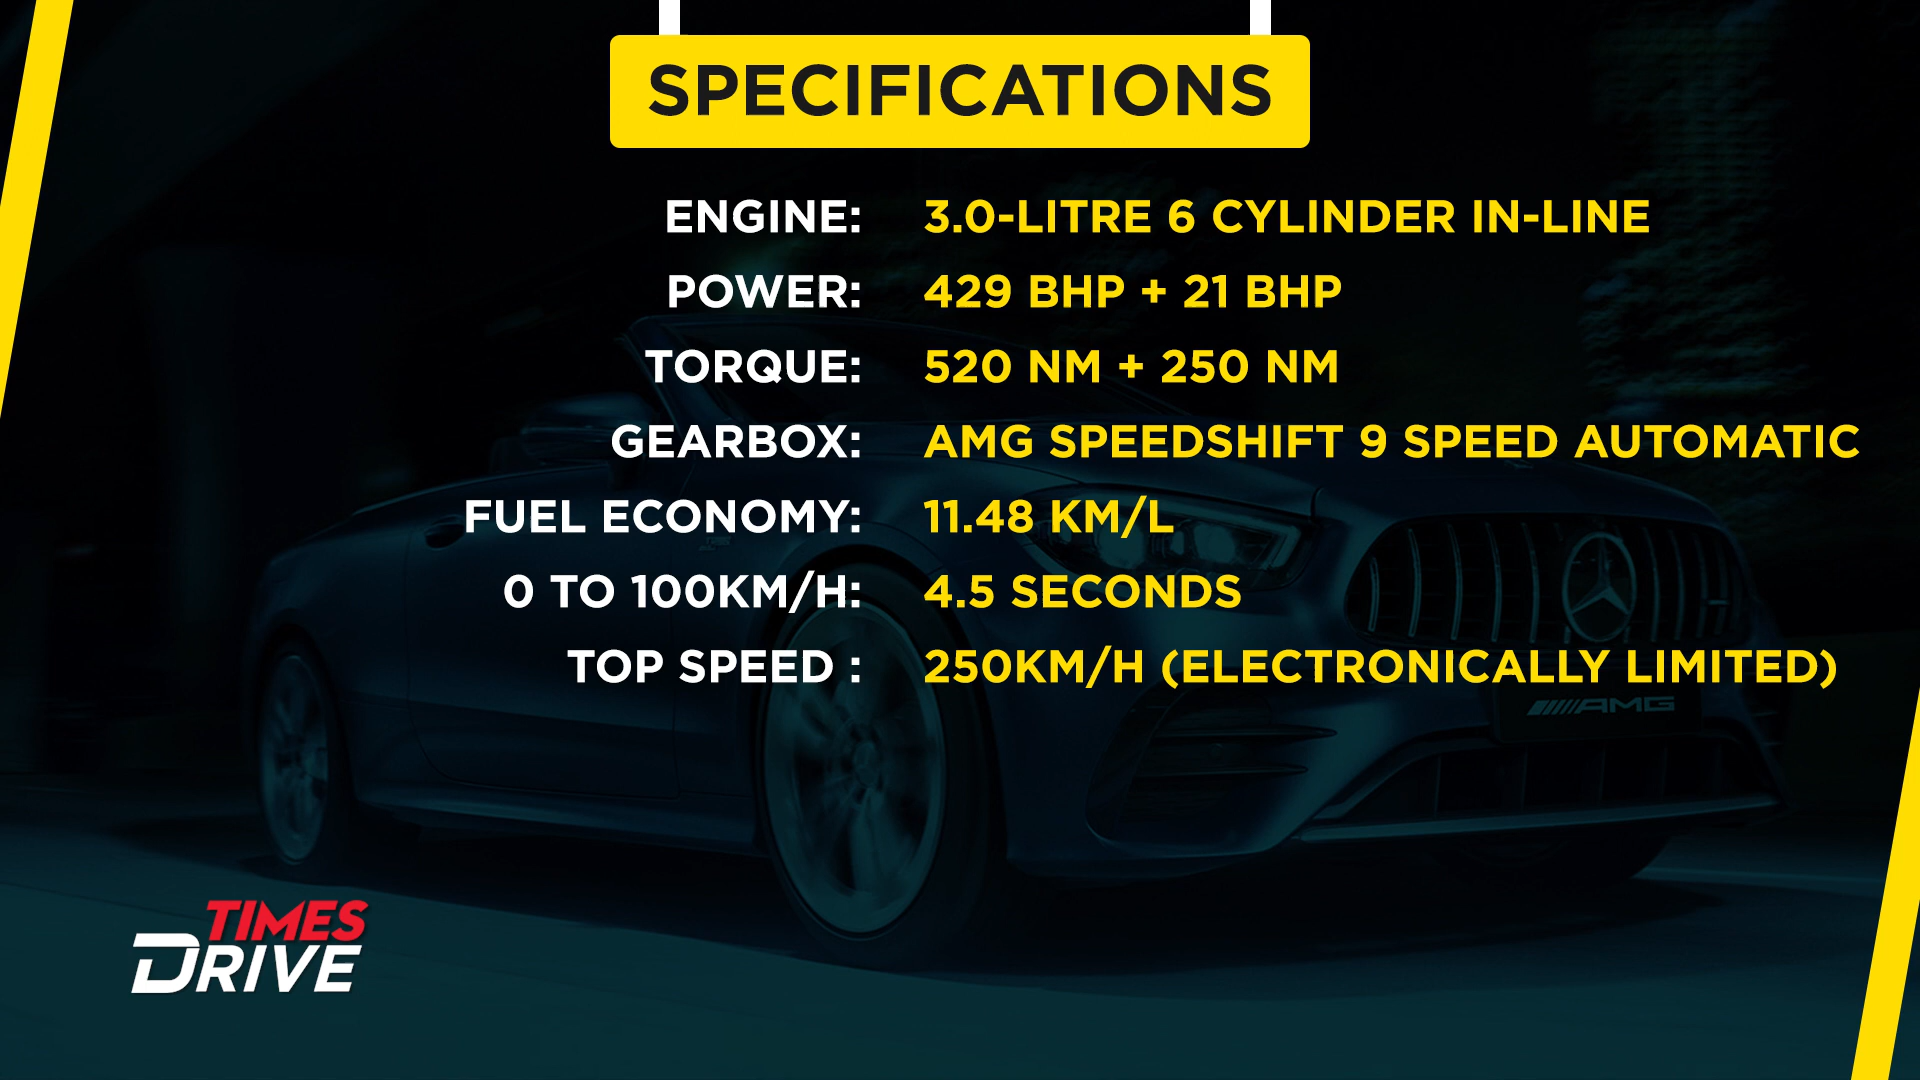 SPECIFICATIONS
ENGINE: 3.0-LITRE 6 CYLINDER IN-LINE
POWER: 429 BHP + 21 BHP
TORQUE: 520 NM + 250 NM
GEARBOX: AMG SPEEDSHIFT 9 SPEED AUTOMATIC
FUEL ECONOMY: 11.48 KM/L
0 TO 100KM/H: 4.5 SECONDS
TOP SPEED : 250KM/H (ELECTRONICALLY LIMITED)
AMG
TIMES
DRIVE